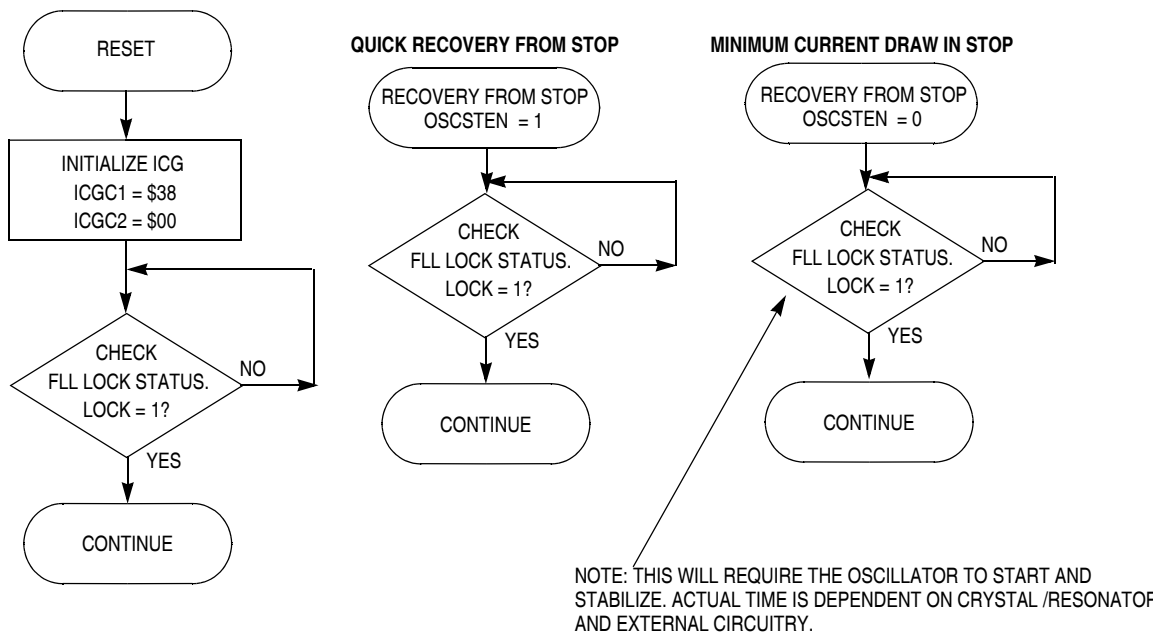 RESET
INITIALIZE ICG
ICGC1 = $38
ICGC2 = $00
CHECK
FLL LOCK STATUS.
LOCK = 1?
NO
YES
CONTINUE
QUICK RECOVERY FROM STOP
RECOVERY FROM STOP
OSCSTEN = 1
CHECK
FLL LOCK STATUS.
LOCK = 1?
NO
YES
CONTINUE
MINIMUM CURRENT DRAW IN STOP
RECOVERY FROM STOP
OSCSTEN = 0
CHECK
FLL LOCK STATUS.
LOCK = 1?
NO
YES
CONTINUE
NOTE: THIS WILL REQUIRE THE OSCILLATOR TO START AND
STABILIZE. ACTUAL TIME IS DEPENDENT ON CRYSTAL /RESONATOR
AND EXTERNAL CIRCUITRY.